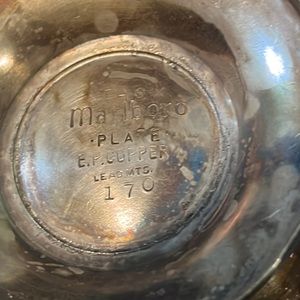 Marlboro
PLATE
E.P.COPPER
LEAD MTS.
170